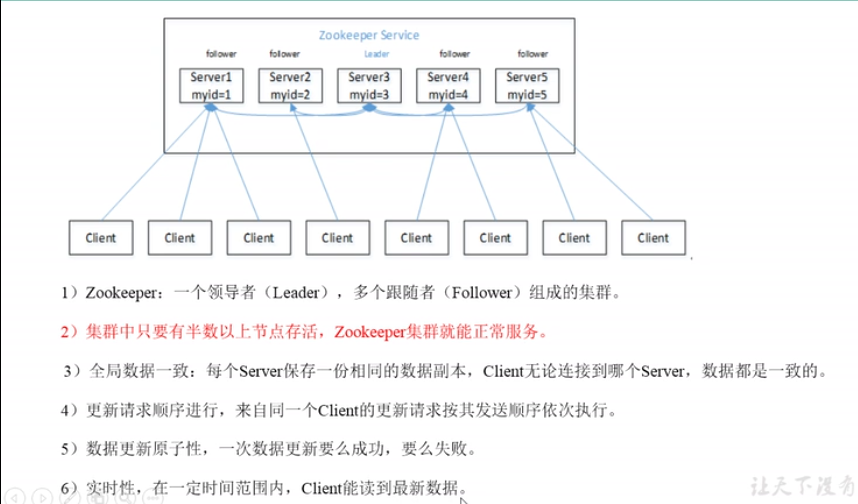 Zookeeper Service
follower follower Leader follower follower
Server1 Server2 Server3 Server4 Server5
myid=1 myid=2 myid=3 myid=4 myid=5
Client Client Client Client Client Client Client Client
1）Zookeeper：一个领导者（Leader），多个跟随者（Follower）组成的集群。
2）集群中只要有半数以上节点存活，Zookeeper集群就能正常服务。
3）全局数据一致：每个Server保存一份相同的数据副本，Client无论连接到哪个Server，数据都是一致的。
4）更新请求顺序进行，来自同一个Client的更新请求按其发送顺序依次执行。
5）数据更新原子性，一次数据更新要么成功，要么失败。
6）实时性，在一定时间范围内，Client能读到最新数据。
让天下没有